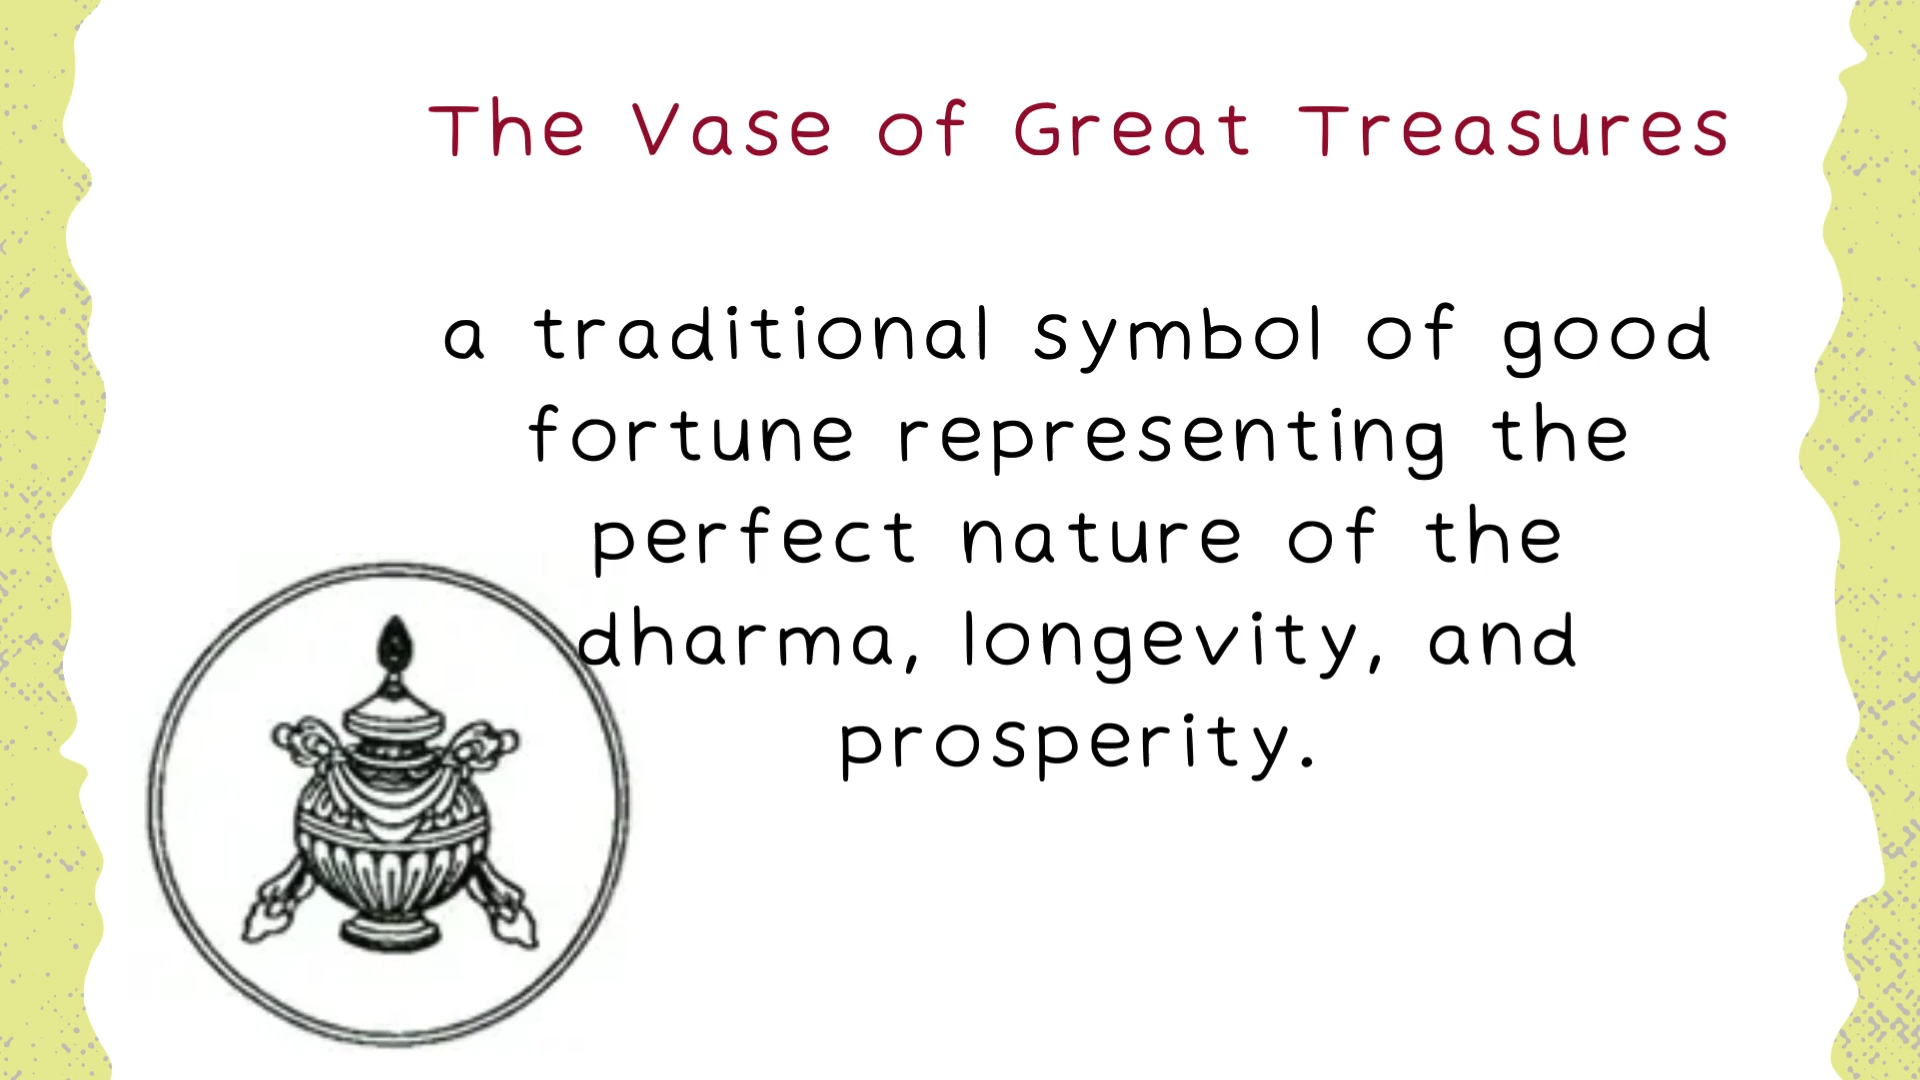 The Vase of Great Treasures
a traditional symbol of good
fortune representing the
perfect nature of the
dharma, longevity, and
prosperity.